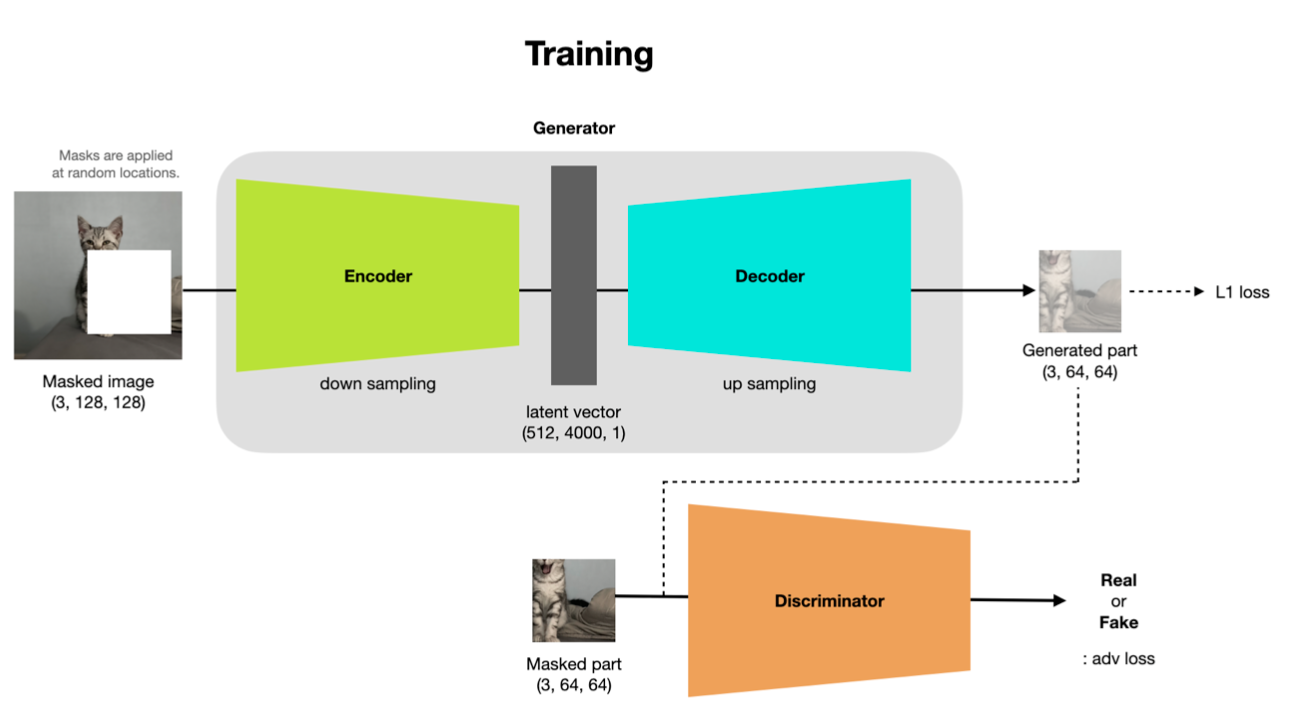 Training
Generator
Masks are applied
at random locations.
Encoder
Decoder
L1 loss
Masked image
(3, 128, 128)
down sampling
up sampling
latent vector
(512, 4000, 1)
Generated part
(3, 64, 64)
Discriminator
Real
or
Fake
: adv loss
Masked part
(3, 64, 64)